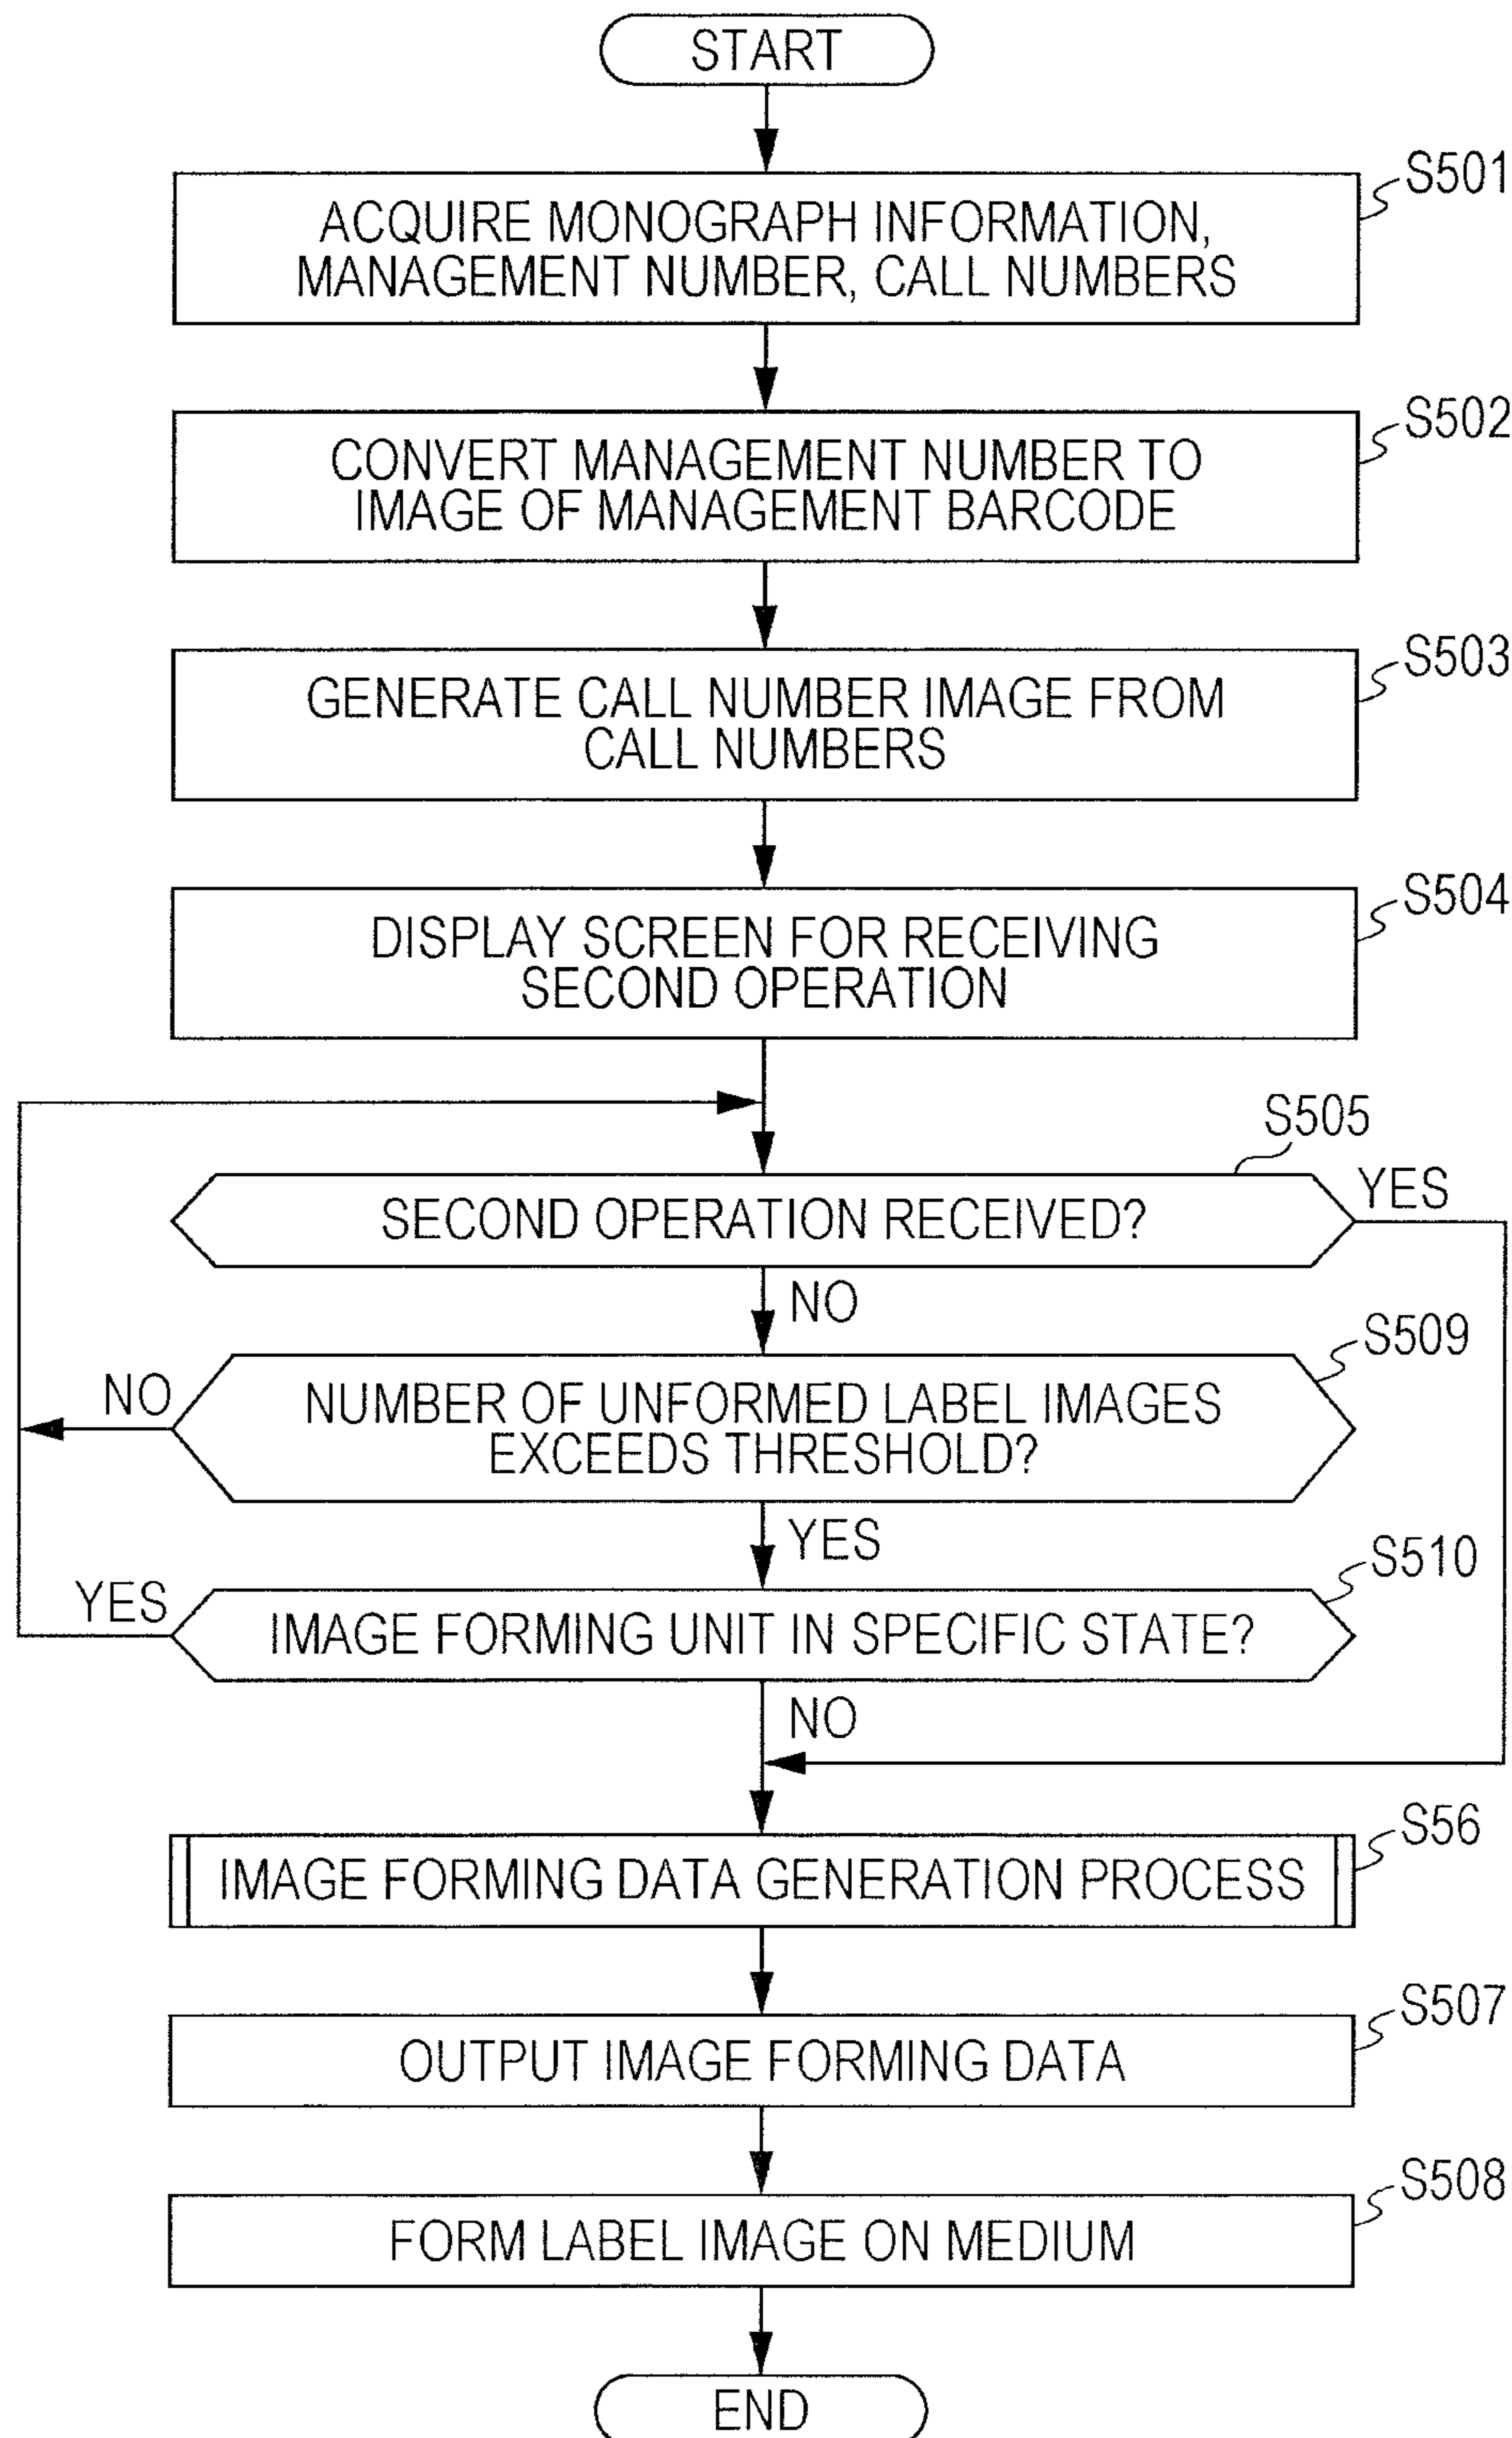 START
S501
ACQUIRE MONOGRAPH INFORMATION,
MANAGEMENT NUMBER, CALL NUMBERS
S502
CONVERT MANAGEMENT NUMBER TO
IMAGE OF MANAGEMENT BARCODE
S503
GENERATE CALL NUMBER IMAGE FROM
CALL NUMBERS
S504
DISPLAY SCREEN FOR RECEIVING
SECOND OPERATION
S505
YES
SECOND OPERATION RECEIVED?
NO
S509
NO
NUMBER OF UNFORMED LABEL IMAGES
EXCEEDS THRESHOLD?
YES
S510
YES
IMAGE FORMING UNIT IN SPECIFIC STATE?
NO
S56
IMAGE FORMING DATA GENERATION PROCESS
S507
OUTPUT IMAGE FORMING DATA
S508
FORM LABEL IMAGE ON MEDIUM
END